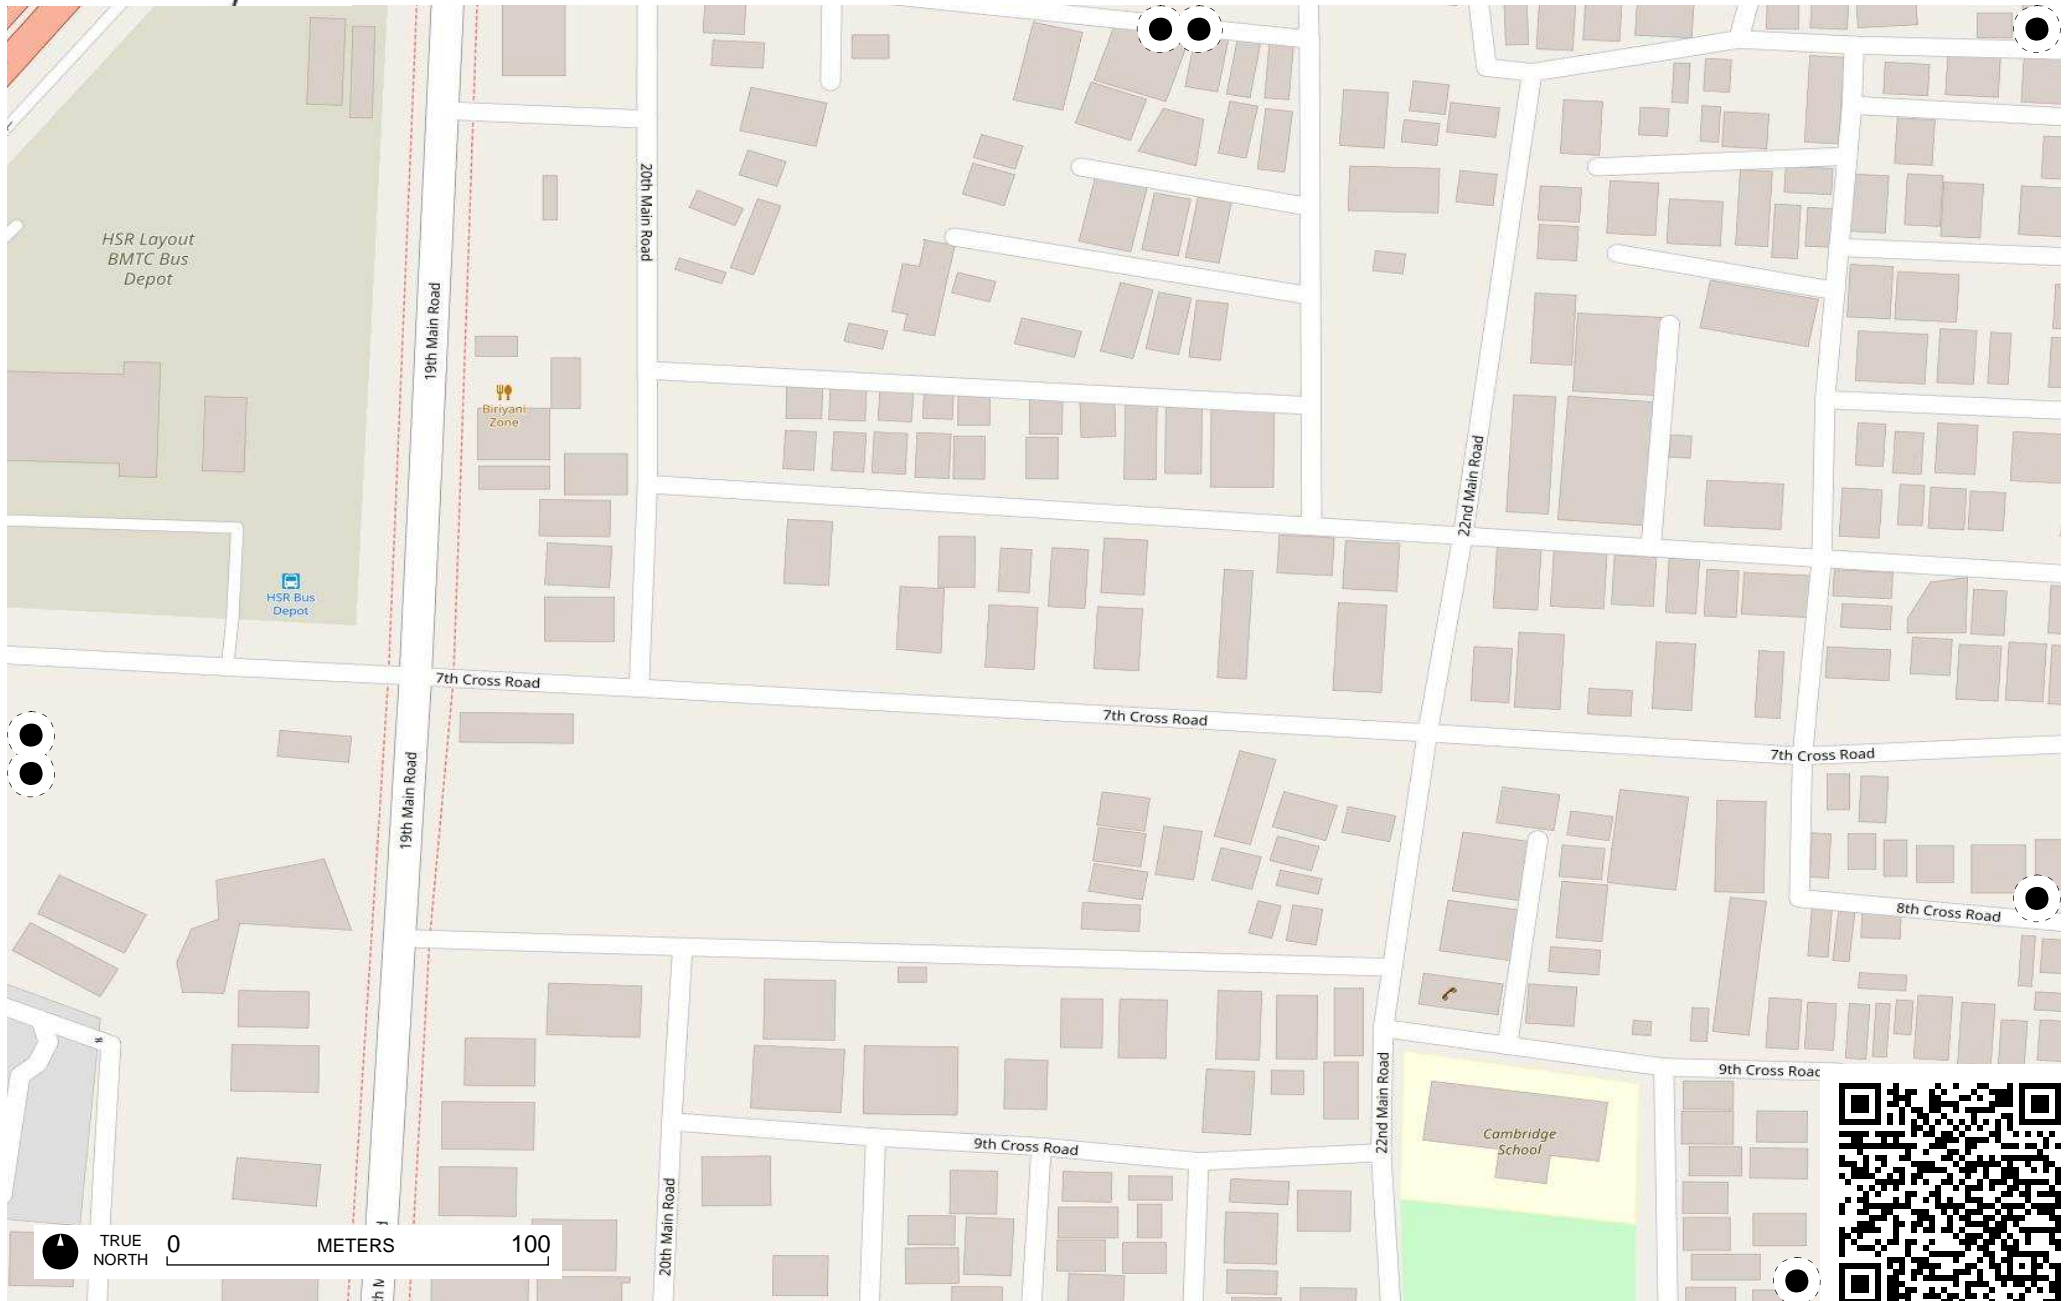 20th Main Road
HSR Layout
BMTC Bus
Depot
19th Main Road
Biriyani
Zone
22nd Main Road
HSR Bus
Depot
7th Cross Road
7th Cross Road
7th Cross Road
19th Main Road
8th Cross Road
22nd Main Road
9th Cross Road
Cambridge
School
9th Cross Road
20th Main Road
TRUE
NORTH
0
METERS
100